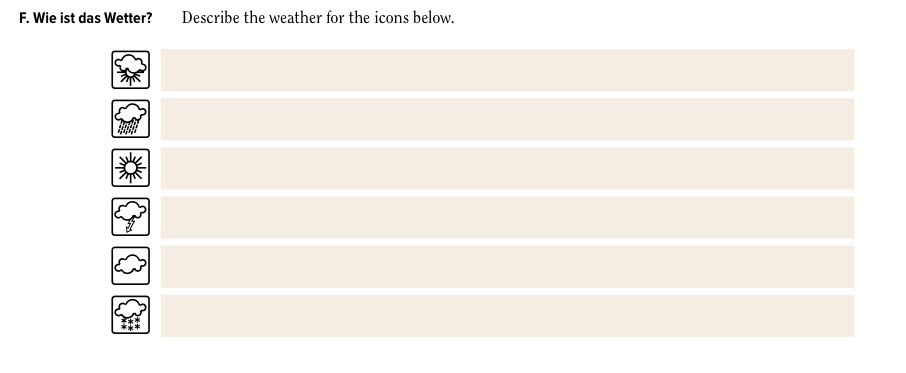 F. Wie ist das Wetter? Describe the weather for the icons below.